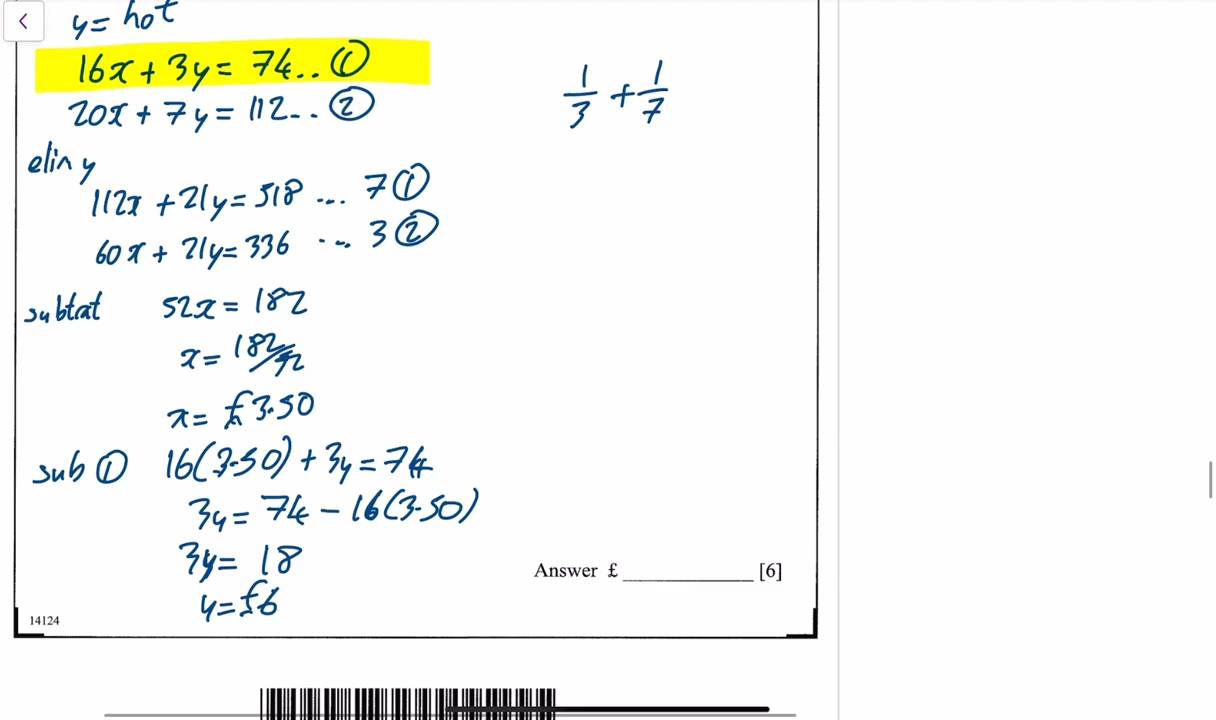 y = hot
16x + 3y = 74.. ①
20x + 7y = 112... ②
1/3 + 1/7
elin y
112x + 21y = 518 ... 7①
60x + 21y = 336 ... 3②
subtrat 52x = 182
x = 182/52
x = £3.50
sub ① 16(3.50) + 3y = 74
3y = 74 - 16(3.50)
3y = 18
Answer £ __________ [6]
y = £6
14124